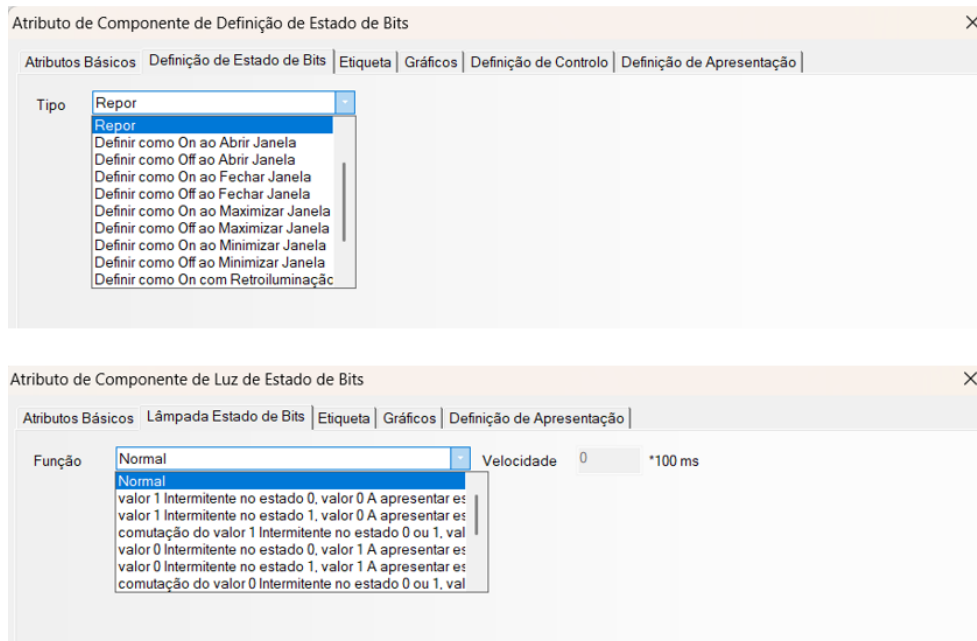 Atributo de Componente de Definição de Estado de Bits
Atributos Básicos Definição de Estado de Bits Etiqueta Gráficos Definição de Controlo Definição de Apresentação
Tipo Repor
Repor
Definir como On ao Abrir Janela
Definir como Off ao Abrir Janela
Definir como On ao Fechar Janela
Definir como Off ao Fechar Janela
Definir como On ao Maximizar Janela
Definir como Off ao Maximizar Janela
Definir como On ao Minimizar Janela
Definir como Off ao Minimizar Janela
Definir como On com Retroiluminação
Atributo de Componente de Luz de Estado de Bits
Atributos Básicos Lâmpada Estado de Bits Etiqueta Gráficos Definição de Apresentação
Função Normal Velocidade 0 *100 ms
Normal
valor 1 Intermitente no estado 0, valor 0 A apresentar es
valor 1 Intermitente no estado 1, valor 0 A apresentar es
comutação do valor 1 Intermitente no estado 0 ou 1, val
valor 0 Intermitente no estado 0, valor 1 A apresentar es
valor 0 Intermitente no estado 1, valor 1 A apresentar es
comutação do valor 0 Intermitente no estado 0 ou 1, val